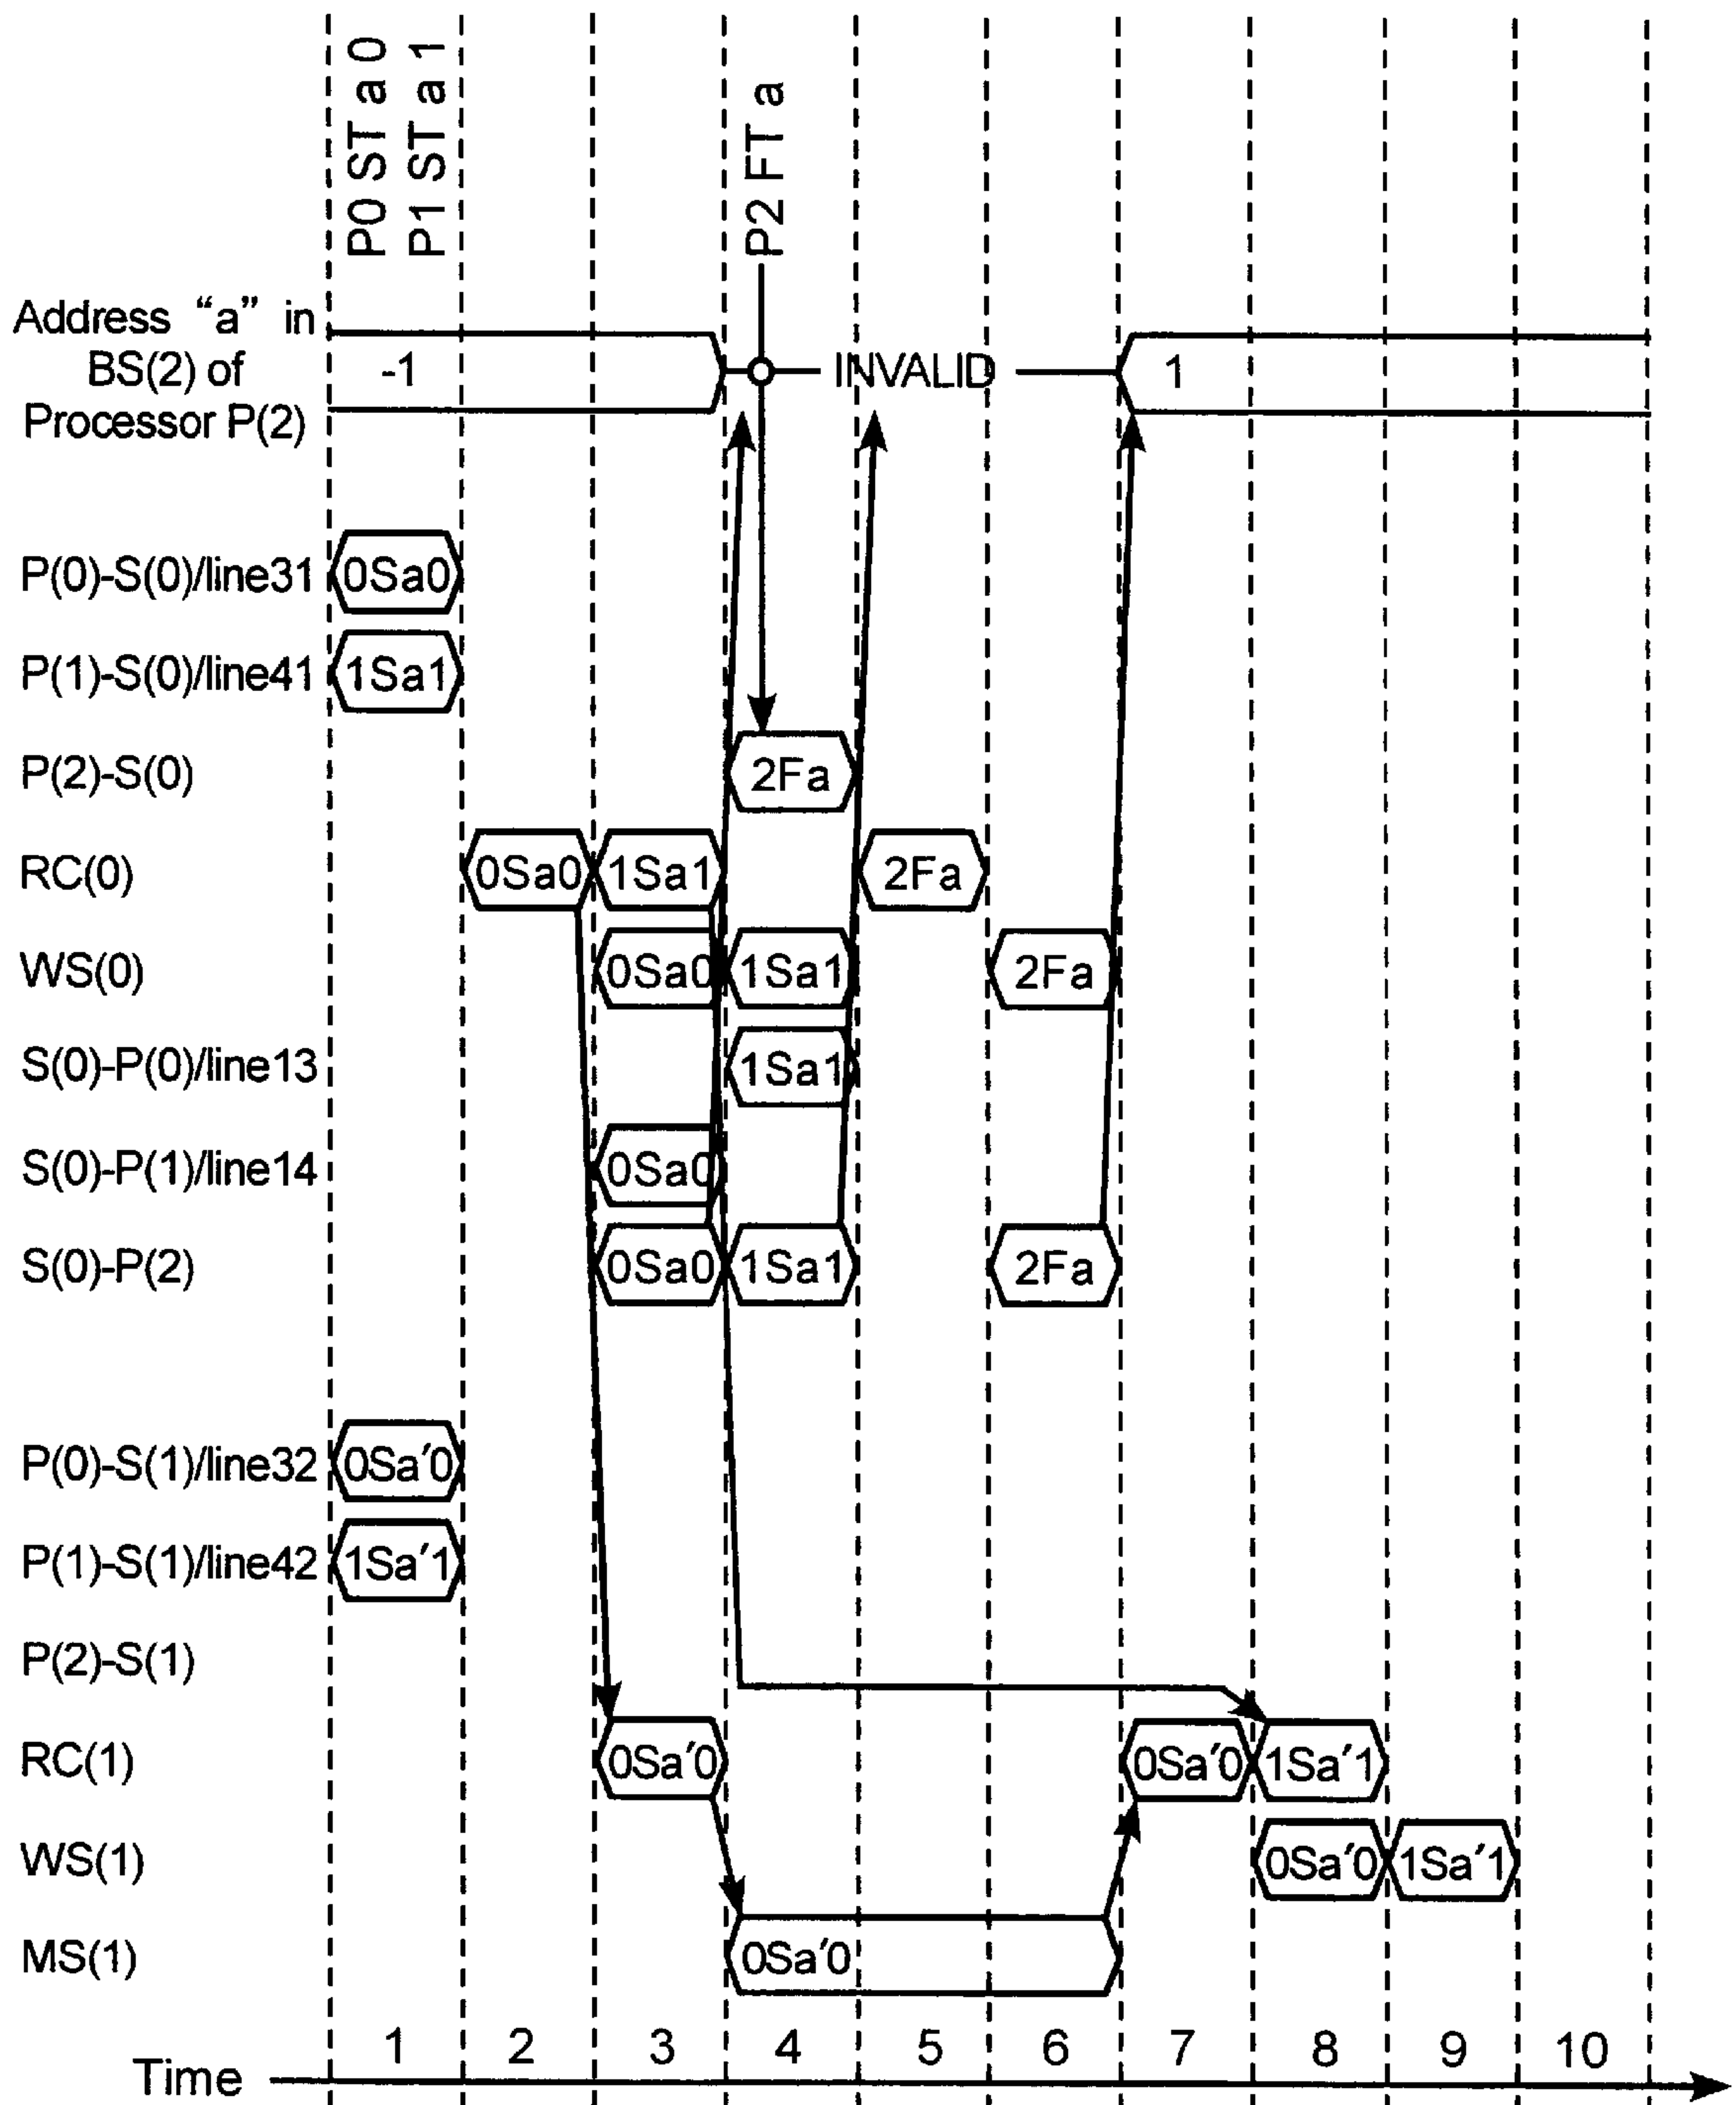 P0 ST a 0
P1 ST a 1
P2 FT a
Address “a” in
BS(2) of
Processor P(2)
-1
INVALID
1
P(0)-S(0)/line31
0Sa0
P(1)-S(0)/line41
1Sa1
P(2)-S(0)
2Fa
RC(0)
0Sa0
1Sa1
2Fa
WS(0)
0Sa0
1Sa1
2Fa
S(0)-P(0)/line13
1Sa1
S(0)-P(1)/line14
0Sa0
S(0)-P(2)
0Sa0
1Sa1
2Fa
P(0)-S(1)/line32
0Sa′0
P(1)-S(1)/line42
1Sa′1
P(2)-S(1)
RC(1)
0Sa′0
0Sa′0
1Sa′1
WS(1)
0Sa′0
1Sa′1
MS(1)
0Sa′0
1 2 3 4 5 6 7 8 9 10
Time